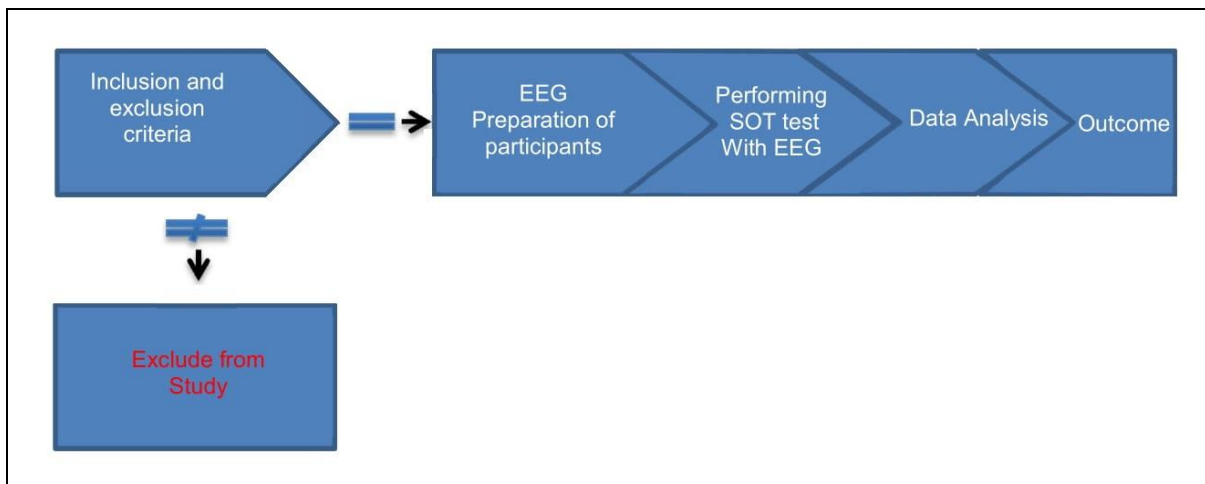 Inclusion and
exclusion
criteria
EEG
Preparation of
participants
Performing
SOT test
With EEG
Data Analysis
Outcome
Exclude from
Study